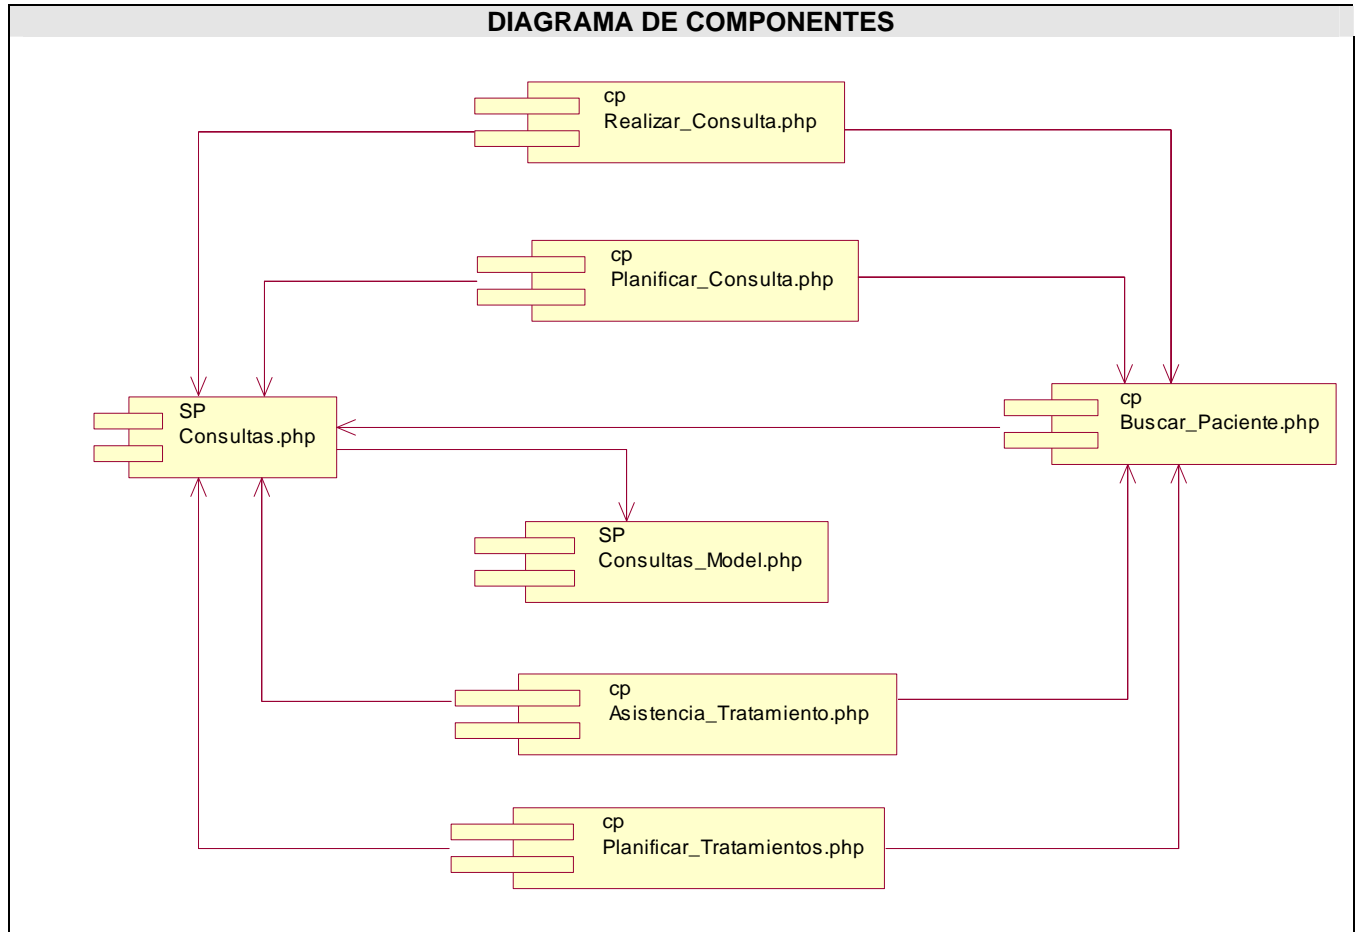 DIAGRAMA DE COMPONENTES
cp
Realizar_Consulta.php
cp
Planificar_Consulta.php
SP
Consultas.php
cp
Buscar_Paciente.php
SP
Consultas_Model.php
cp
Asistencia_Tratamiento.php
cp
Planificar_Tratamientos.php